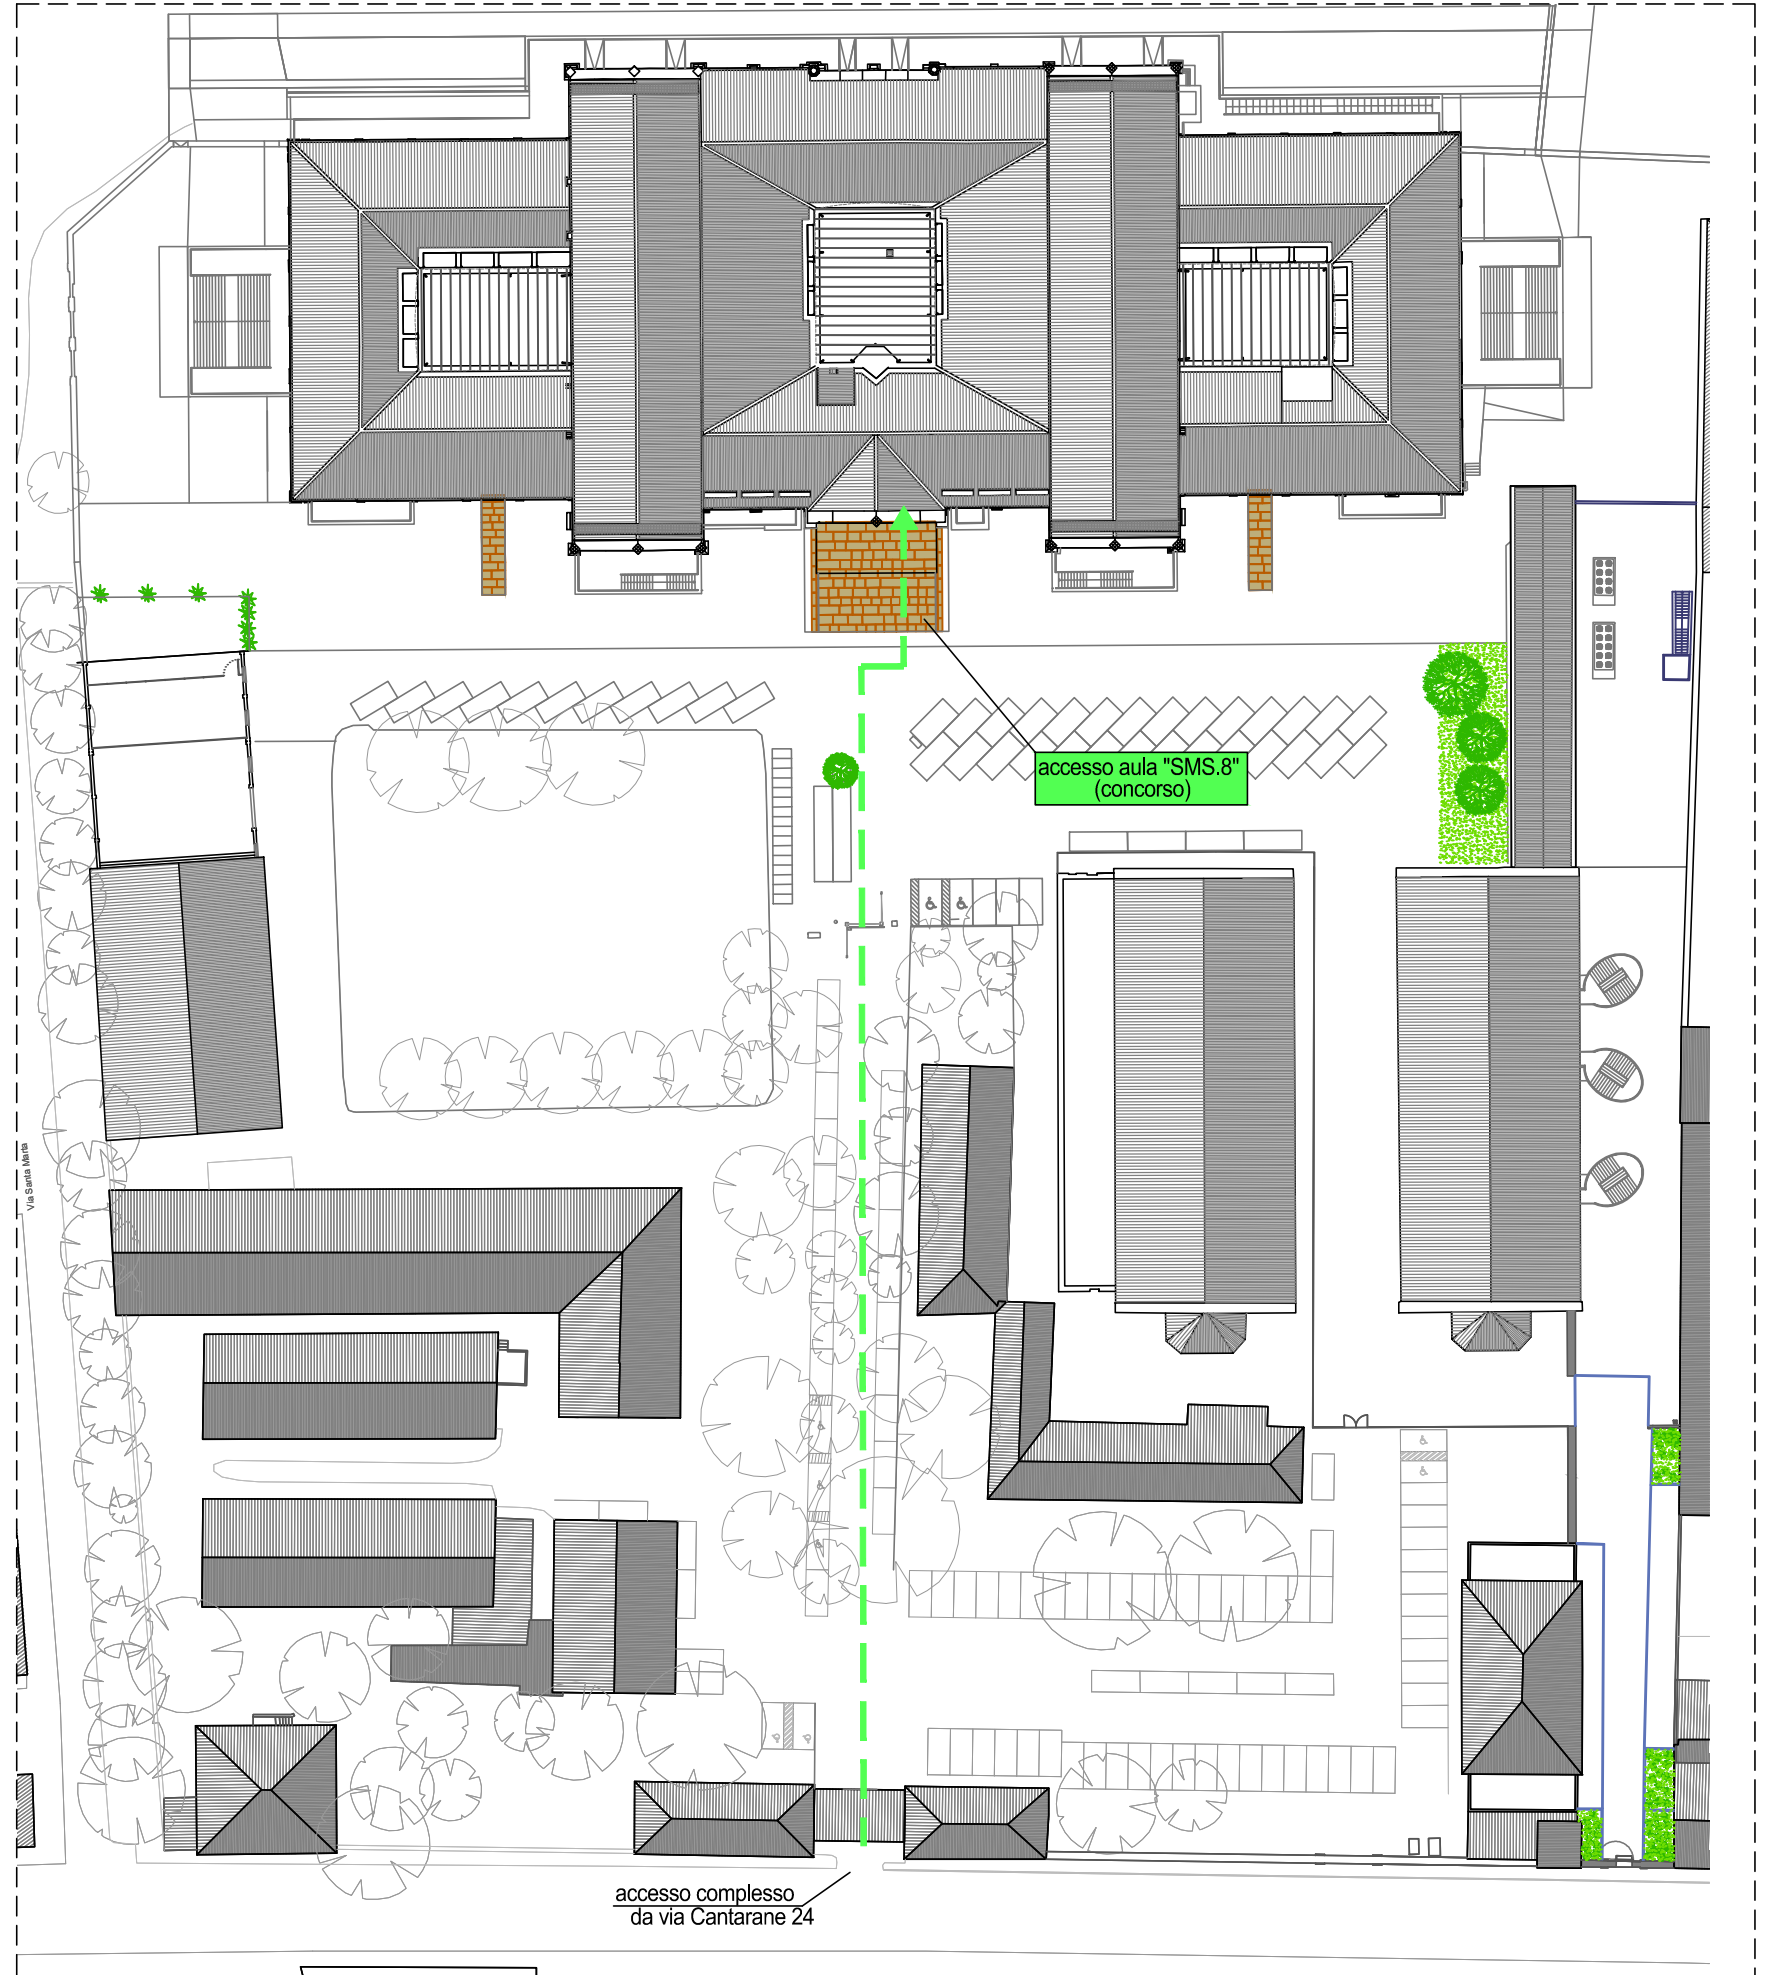 accesso aula "SMS.8"
(concorso)
Via Santa Marta
accesso complesso
da via Cantarane 24